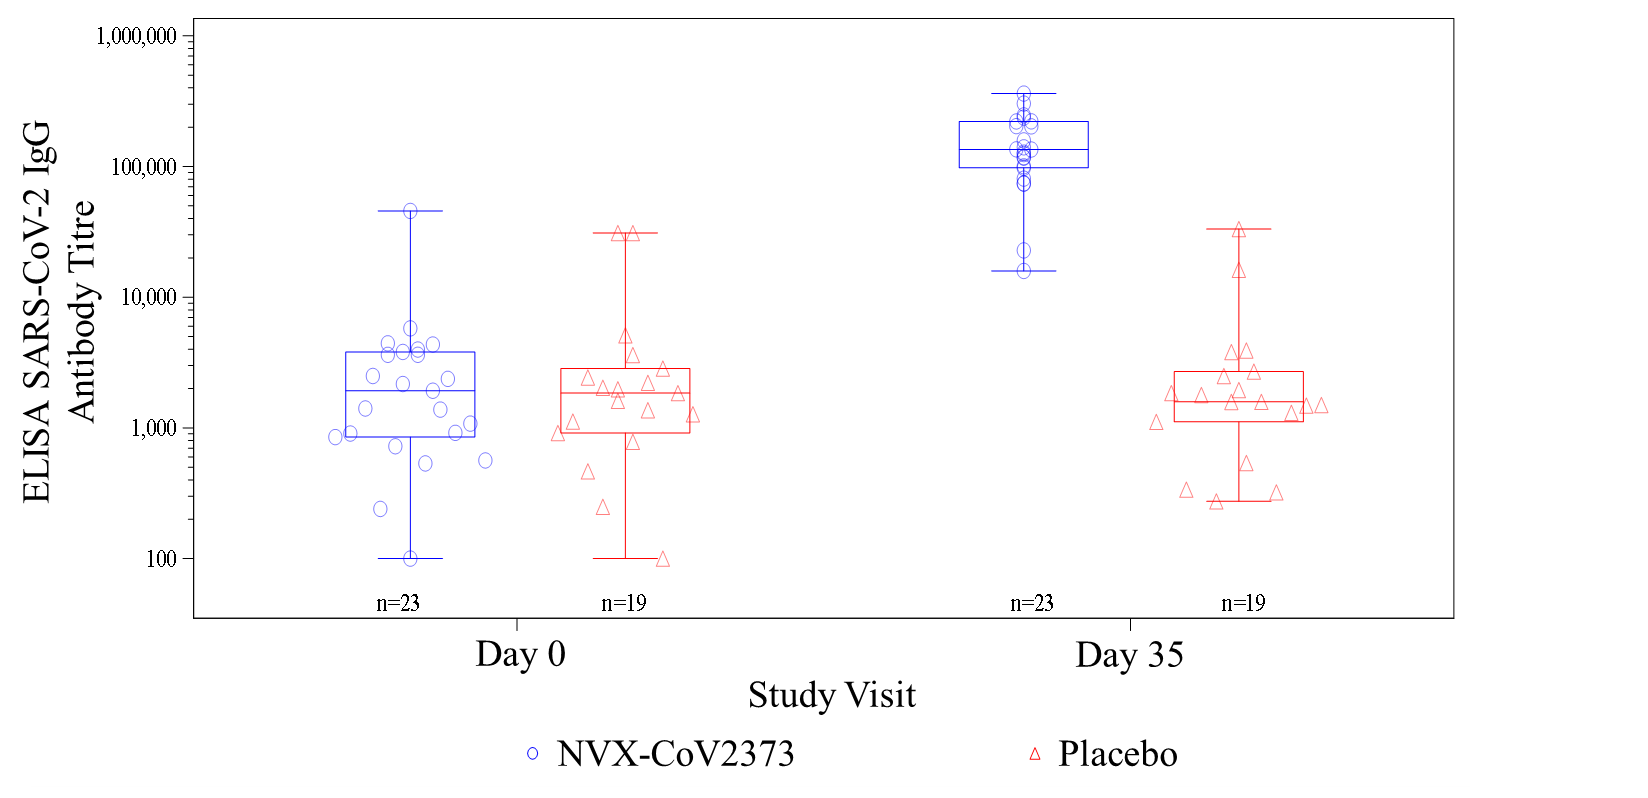 ELISA SARS-CoV-2 IgG
Antibody Titre
1,000,000
100,000
10,000
1,000
100
n=23
n=19
n=23
n=19
Day 0
Day 35
Study Visit
NVX-CoV2373
Placebo